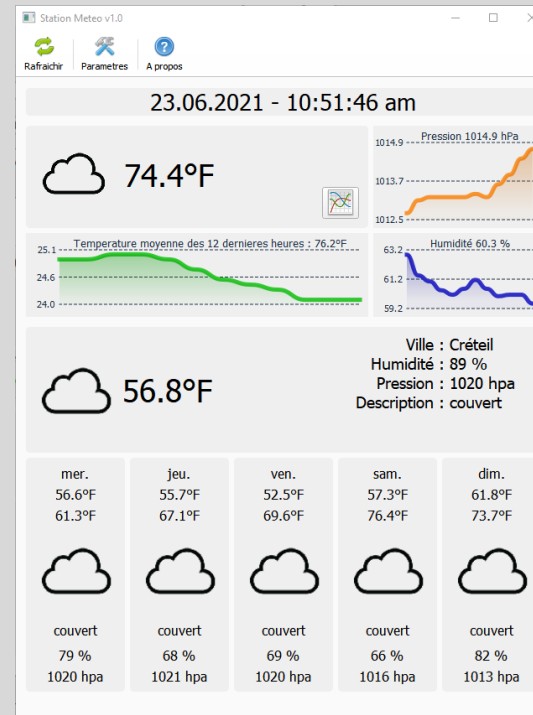 Station Meteo v1.0
Rafraichir Parametres A propos
23.06.2021 - 10:51:46 am
74.4°F
Pression 1014.9 hPa
1014.9
1013.7
1012.5
Temperature moyenne des 12 dernieres heures : 76.2°F
25.1
24.6
24.0
Humidité 60.3 %
63.2
61.2
59.2
56.8°F
Ville : Créteil
Humidité : 89 %
Pression : 1020 hpa
Description : couvert
mer. jeu. ven. sam. dim.
56.6°F 55.7°F 52.5°F 57.3°F 61.8°F
61.3°F 67.1°F 69.6°F 76.4°F 73.7°F
couvert couvert couvert couvert couvert
79 % 68 % 69 % 66 % 82 %
1020 hpa 1021 hpa 1020 hpa 1016 hpa 1013 hpa